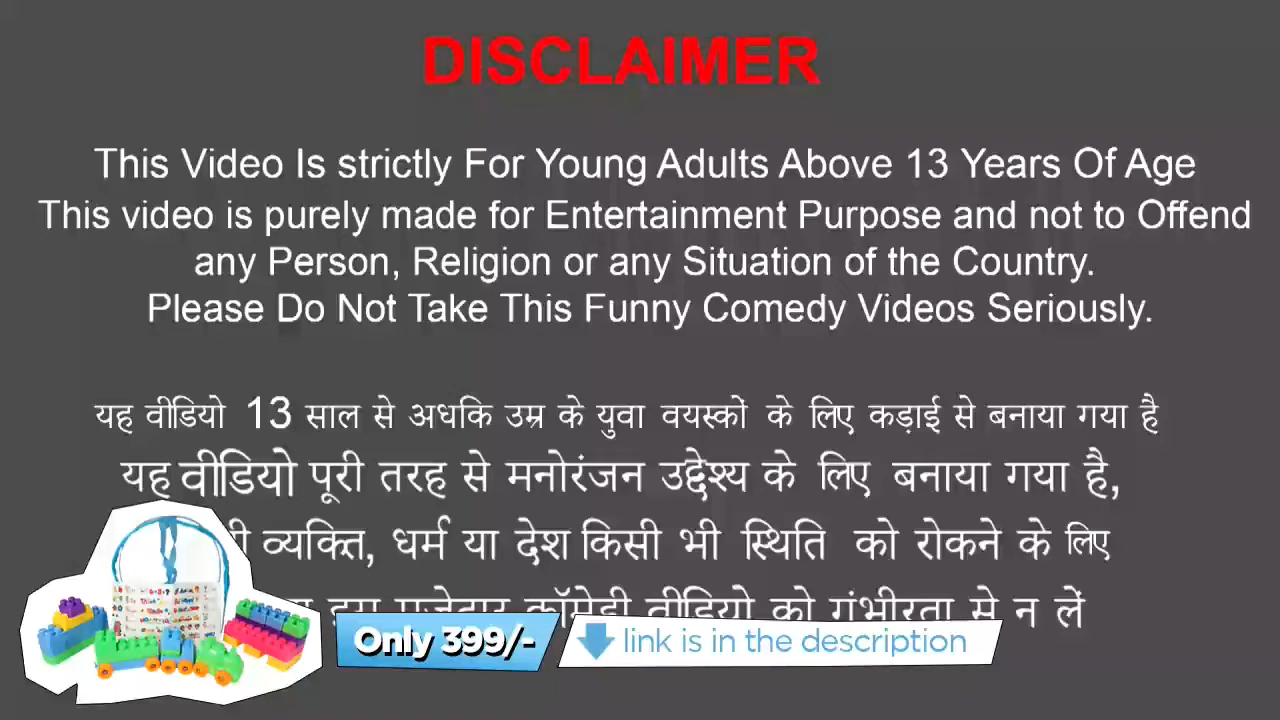 DISCLAIMER
This Video Is strictly For Young Adults Above 13 Years Of Age
This video is purely made for Entertainment Purpose and not to Offend
any Person, Religion or any Situation of the Country.
Please Do Not Take This Funny Comedy Videos Seriously.
यह वीडियो 13 साल से अधकि उम्र के युवा वयस्कों के लिए कड़ाई से बनाया गया है
यह वीडियो पूरी तरह से मनोरंजन उद्देश्य के लिए बनाया गया है,
व्यक्ति, धर्म या देश किसी भी स्थिति को रोकने के लिए
इस मजेदार कॉमेडी वीडियो को गंभीरता से न लें
Only 399/-
link is in the description